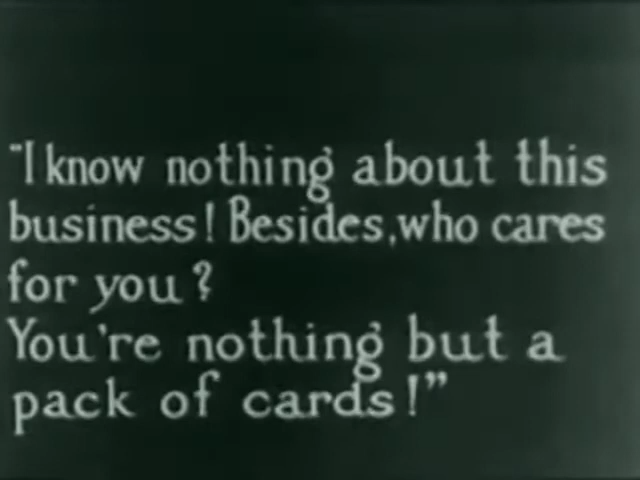 "I know nothing about this
business! Besides, who cares
for you?
You're nothing but a
pack of cards!"